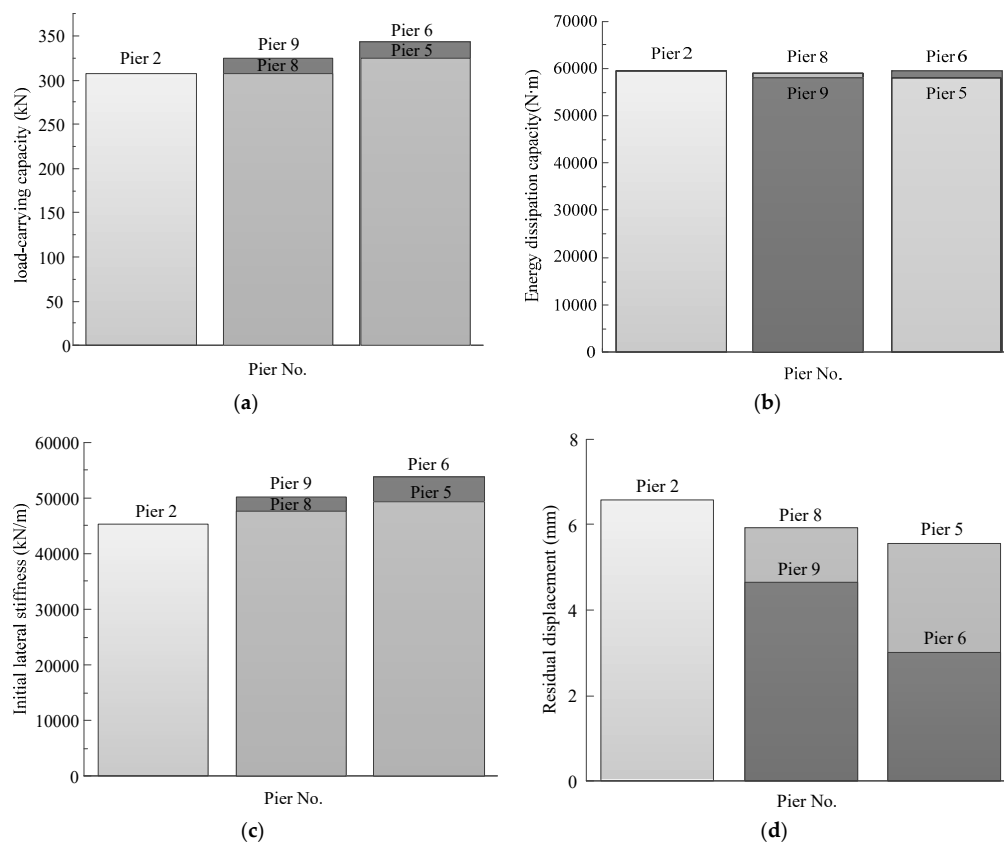 350
300
250
200
150
100
50
0
load-carrying capacity (kN)
Pier 2
Pier 9
Pier 8
Pier 6
Pier 5
Pier No.
(a)
70000
60000
50000
40000
30000
20000
10000
0
Energy dissipation capacity(N·m)
Pier 2
Pier 8
Pier 9
Pier 6
Pier 5
Pier No.
(b)
60000
50000
40000
30000
20000
10000
0
Initial lateral stiffness (kN/m)
Pier 2
Pier 9
Pier 8
Pier 6
Pier 5
Pier No.
(c)
8
6
4
2
0
Residual displacement (mm)
Pier 2
Pier 8
Pier 9
Pier 5
Pier 6
Pier No.
(d)